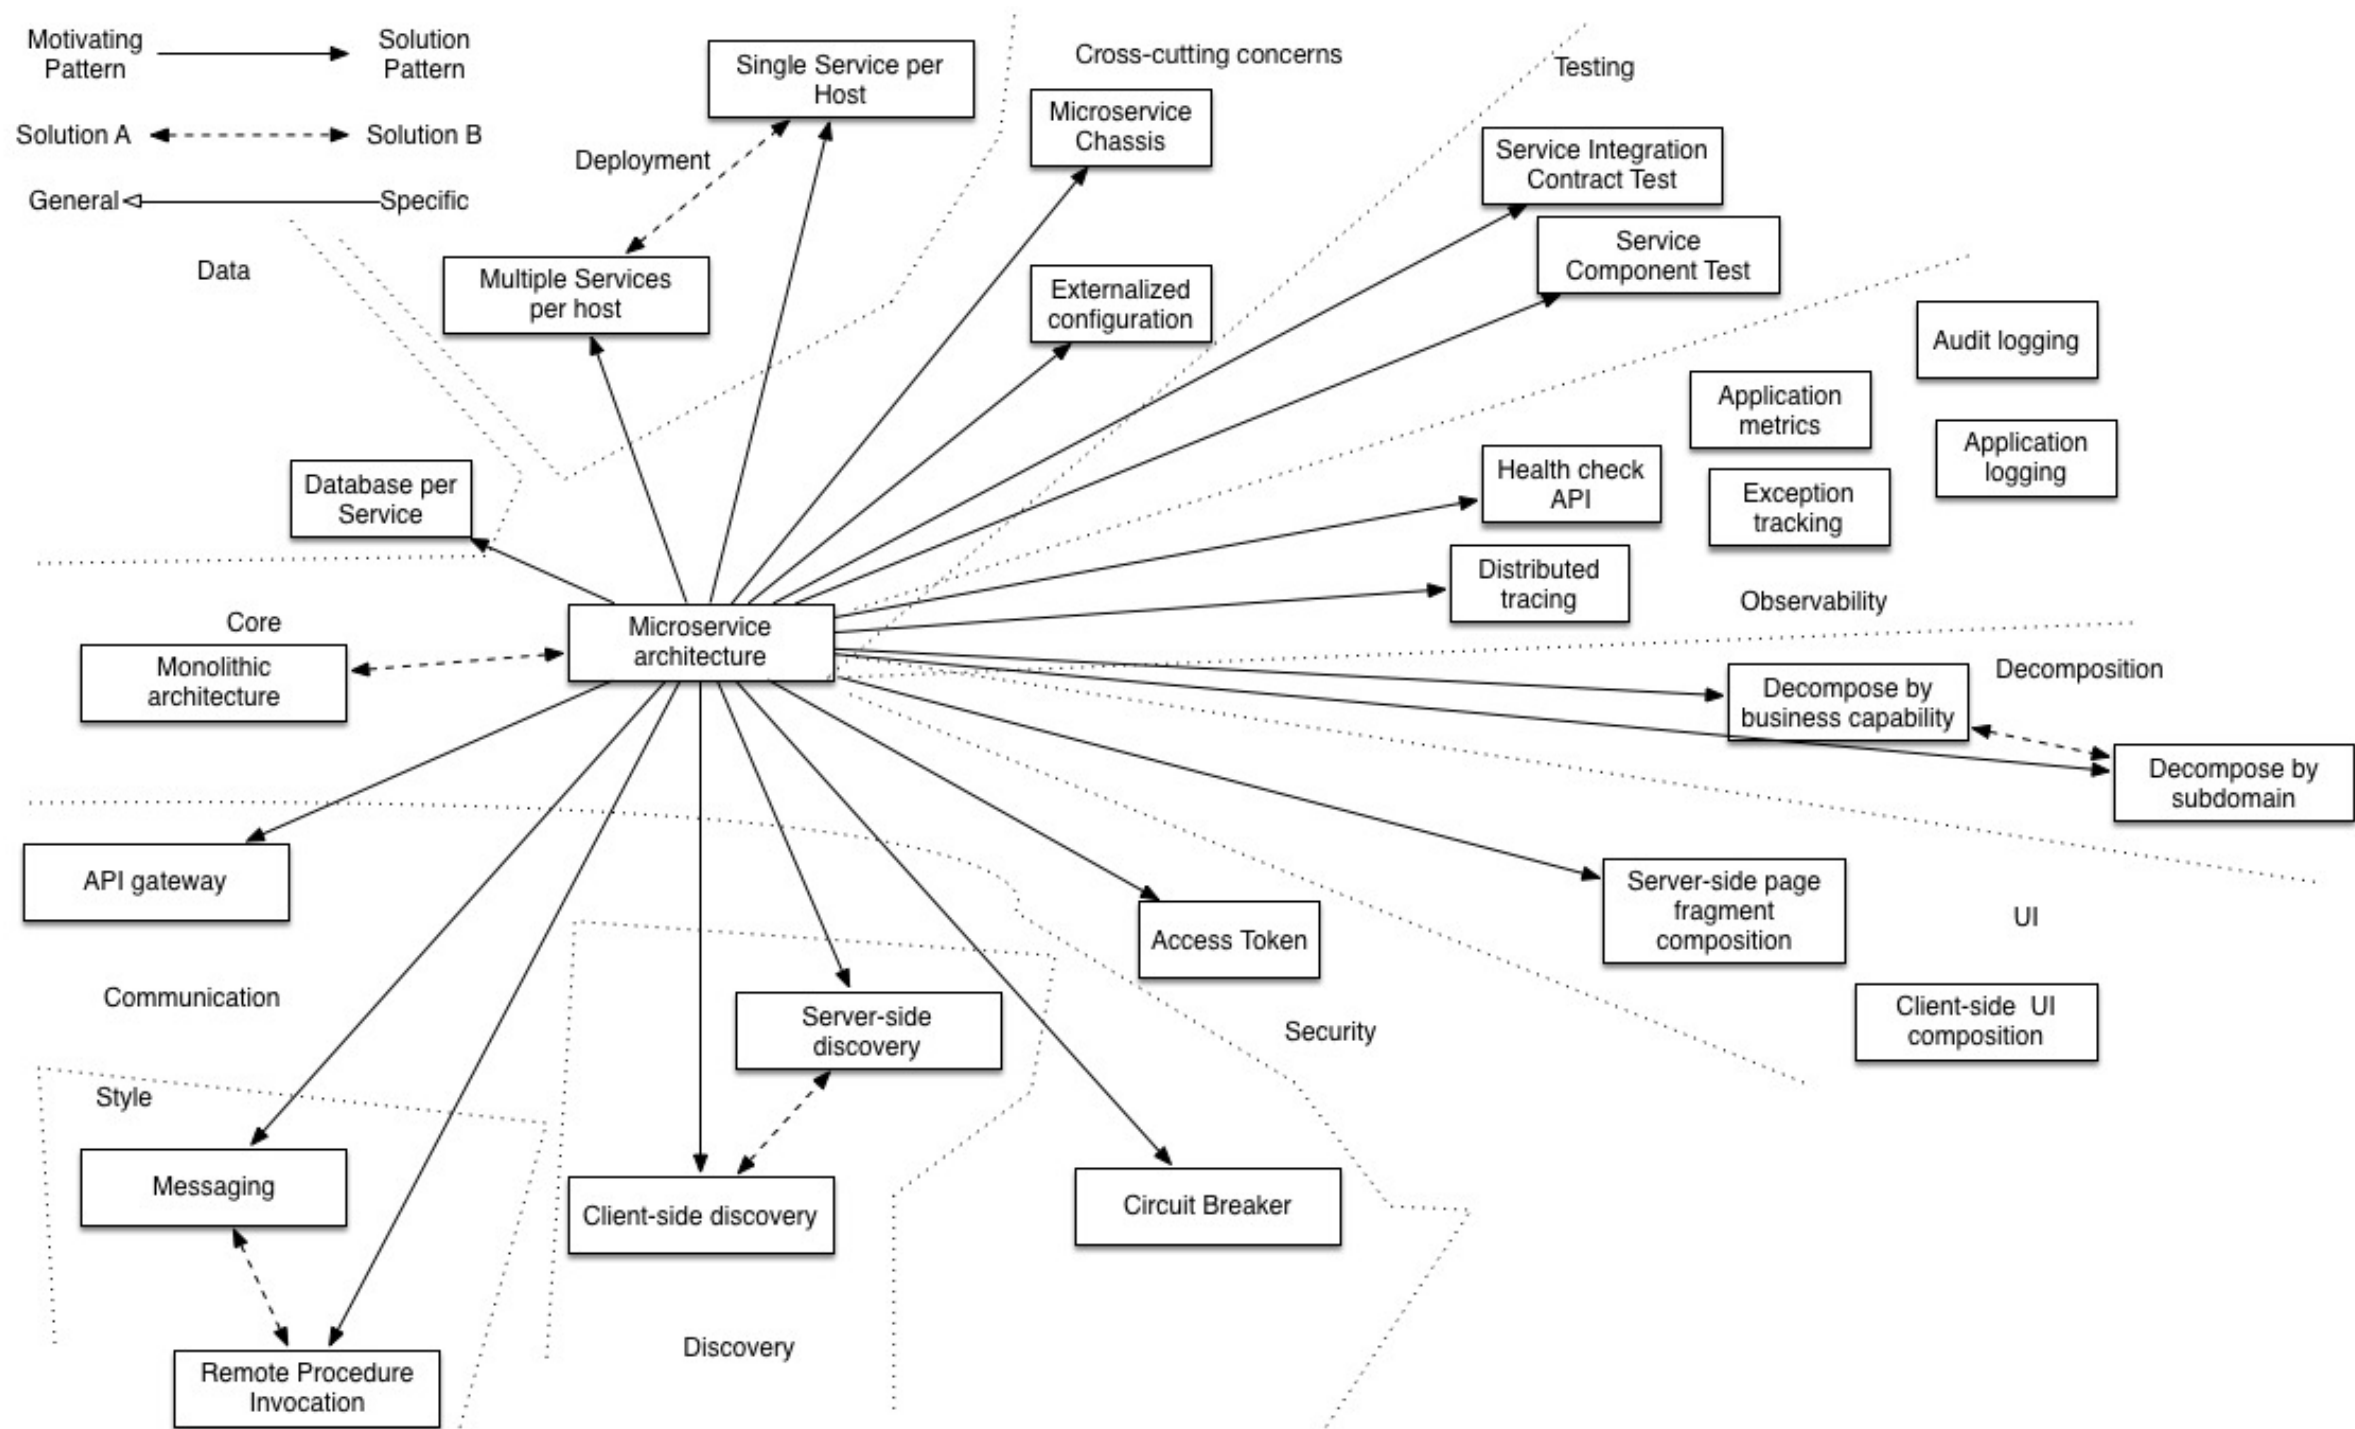 Motivating
Pattern
Solution
Pattern
Solution A
Solution B
General
Specific
Single Service per
Host
Deployment
Multiple Services
per host
Cross-cutting concerns
Microservice
Chassis
Externalized
configuration
Testing
Service Integration
Contract Test
Service
Component Test
Data
Database per
Service
Audit logging
Application
metrics
Application
logging
Health check
API
Exception
tracking
Distributed
tracing
Observability
Core
Monolithic
architecture
Microservice
architecture
Decomposition
Decompose by
business capability
Decompose by
subdomain
API gateway
Communication
Server-side page
fragment
composition
UI
Client-side UI
composition
Access Token
Security
Server-side
discovery
Style
Messaging
Client-side discovery
Circuit Breaker
Discovery
Remote Procedure
Invocation